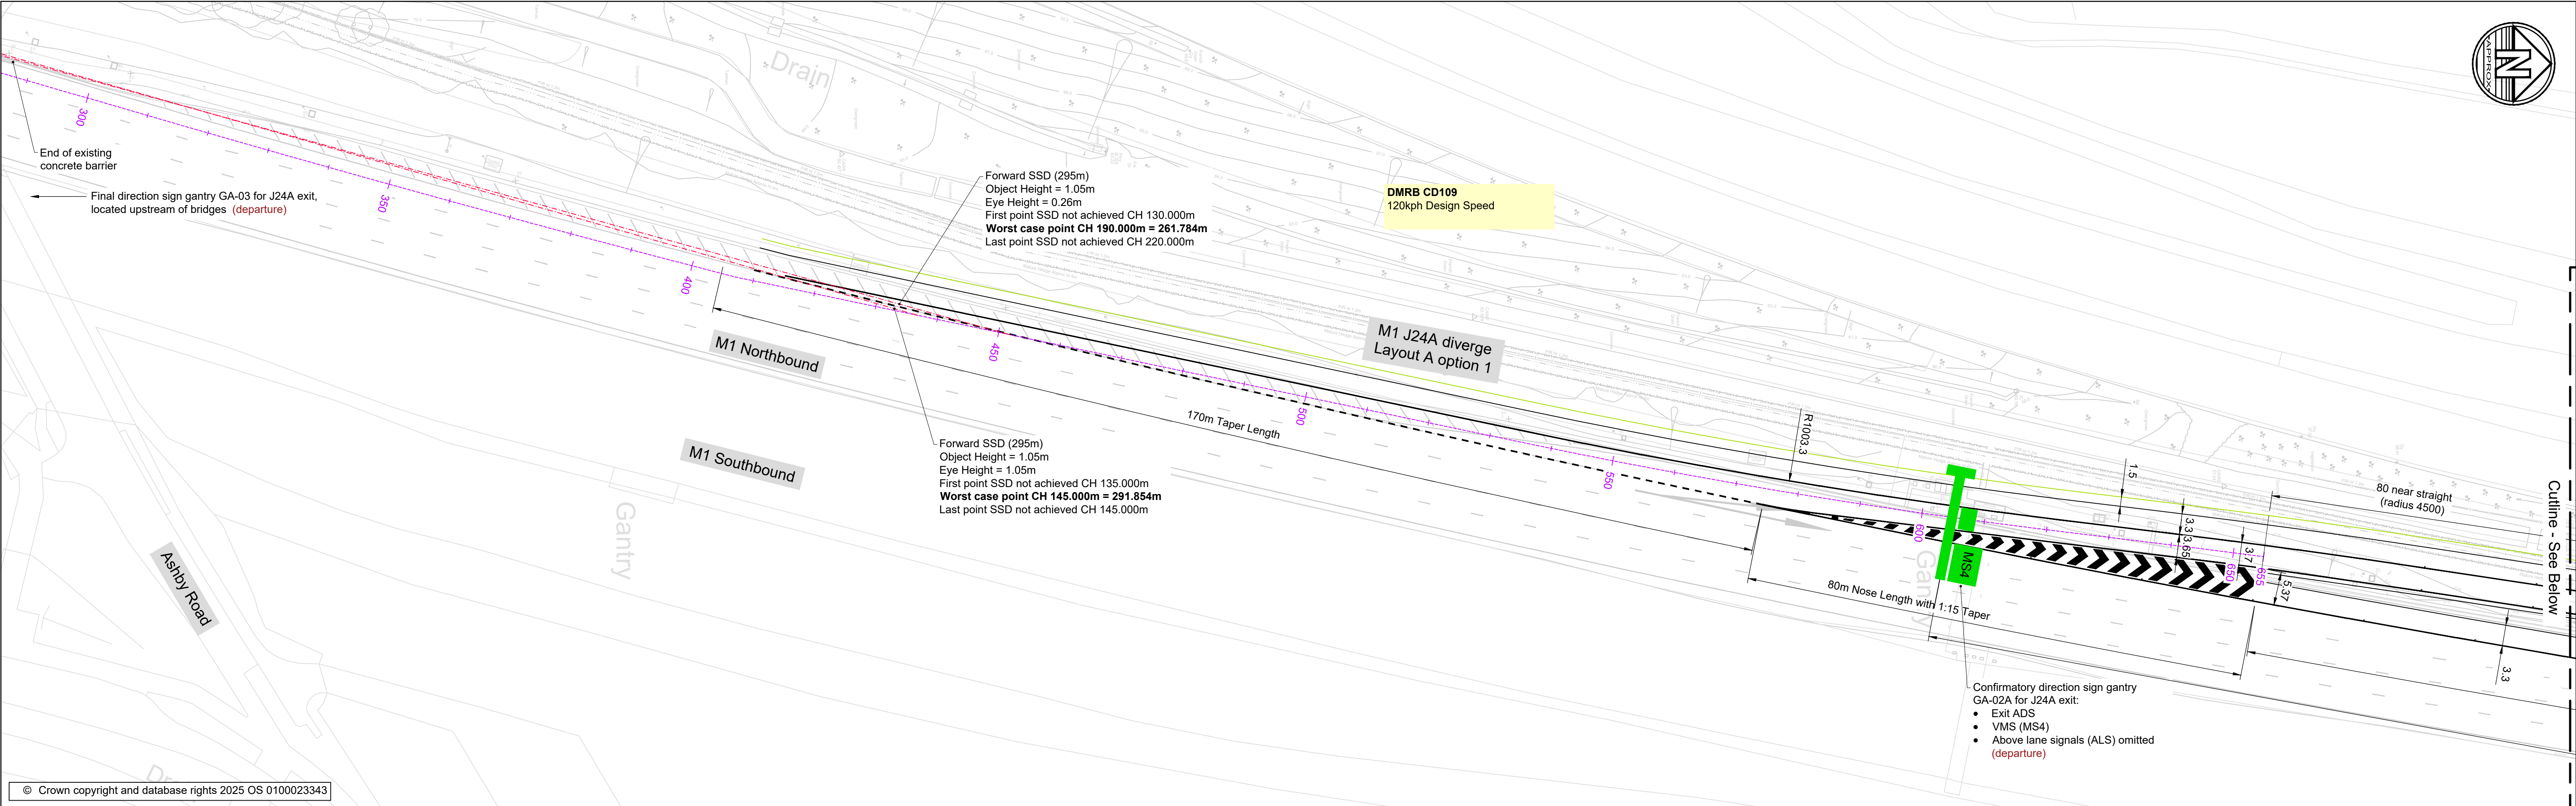 Drain
N
APPROX
300
End of existing
concrete barrier
Final direction sign gantry GA-03 for J24A exit,
located upstream of bridges (departure)
350
400
Forward SSD (295m)
Object Height = 1.05m
Eye Height = 0.26m
First point SSD not achieved CH 130.000m
Worst case point CH 190.000m = 261.784m
Last point SSD not achieved CH 220.000m
DMRB CD109
120kph Design Speed
M1 J24A diverge
Layout A option 1
M1 Northbound
450
500
170m Taper Length
M1 Southbound
Forward SSD (295m)
Object Height = 1.05m
Eye Height = 1.05m
First point SSD not achieved CH 135.000m
Worst case point CH 145.000m = 291.854m
Last point SSD not achieved CH 145.000m
Gantry
Ashby Road
550
R1003.3
600
MS4
Gantry
80m Nose Length with 1:15 Taper
1.5
3.3
3.65
3.7
650
655
5.37
3.3
80 near straight
(radius 4500)
Cutline - See Below
Confirmatory direction sign gantry
GA-02A for J24A exit:
• Exit ADS
• VMS (MS4)
• Above lane signals (ALS) omitted
(departure)
© Crown copyright and database rights 2025 OS 0100023343